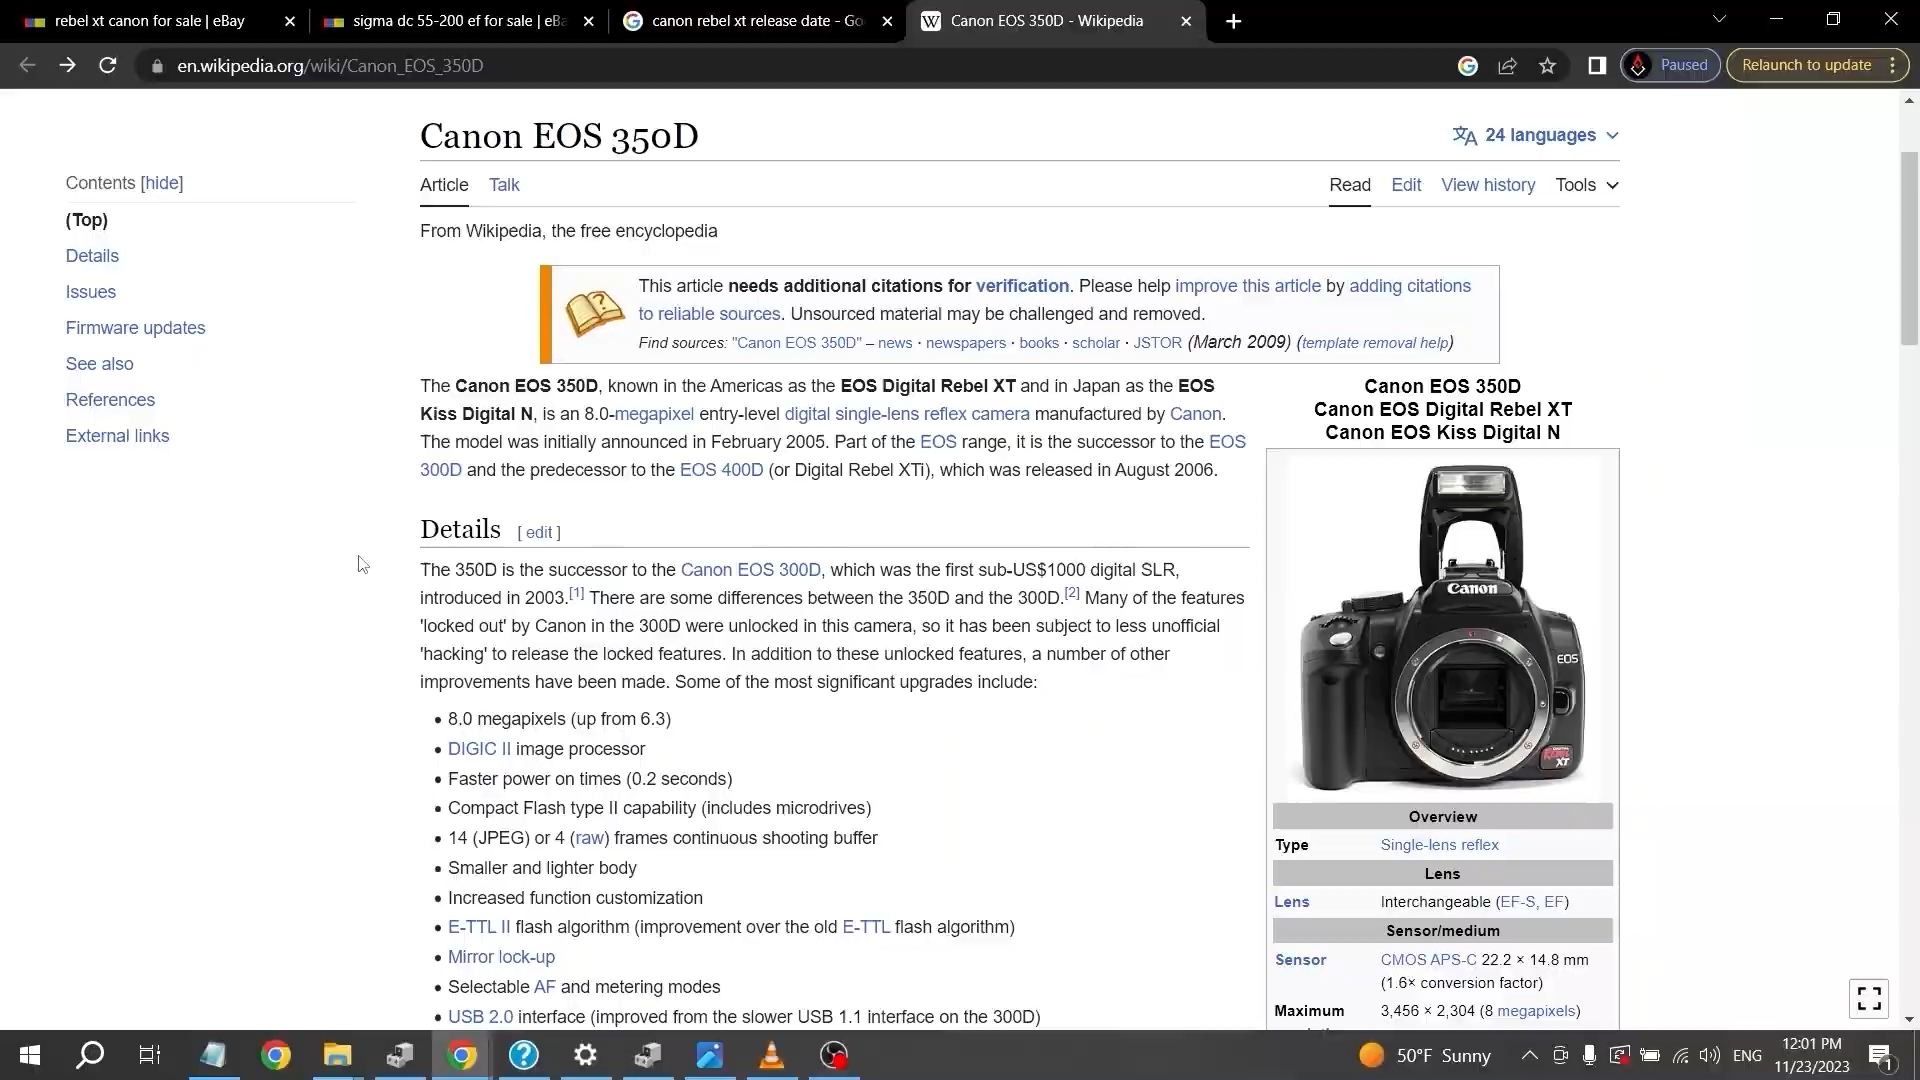 rebel xt canon for sale | eBay
sigma dc 55-200 ef for sale | eBa
canon rebel xt release date - Go
Canon EOS 350D - Wikipedia
en.wikipedia.org/wiki/Canon_EOS_350D
Paused
Relaunch to update
Canon EOS 350D
24 languages
Contents [hide]
(Top)
Details
Issues
Firmware updates
See also
References
External links
Article Talk
Read Edit View history Tools
From Wikipedia, the free encyclopedia
This article needs additional citations for verification. Please help improve this article by adding citations
to reliable sources. Unsourced material may be challenged and removed.
Find sources: "Canon EOS 350D" – news · newspapers · books · scholar · JSTOR (March 2009) (template removal help)
The Canon EOS 350D, known in the Americas as the EOS Digital Rebel XT and in Japan as the EOS
Kiss Digital N, is an 8.0-megapixel entry-level digital single-lens reflex camera manufactured by Canon.
The model was initially announced in February 2005. Part of the EOS range, it is the successor to the EOS
300D and the predecessor to the EOS 400D (or Digital Rebel XTi), which was released in August 2006.
Details [ edit ]
The 350D is the successor to the Canon EOS 300D, which was the first sub-US$1000 digital SLR,
introduced in 2003.[1] There are some differences between the 350D and the 300D.[2] Many of the features
'locked out' by Canon in the 300D were unlocked in this camera, so it has been subject to less unofficial
'hacking' to release the locked features. In addition to these unlocked features, a number of other
improvements have been made. Some of the most significant upgrades include:
• 8.0 megapixels (up from 6.3)
• DIGIC II image processor
• Faster power on times (0.2 seconds)
• Compact Flash type II capability (includes microdrives)
• 14 (JPEG) or 4 (raw) frames continuous shooting buffer
• Smaller and lighter body
• Increased function customization
• E-TTL II flash algorithm (improvement over the old E-TTL flash algorithm)
• Mirror lock-up
• Selectable AF and metering modes
• USB 2.0 interface (improved from the slower USB 1.1 interface on the 300D)
Canon EOS 350D
Canon EOS Digital Rebel XT
Canon EOS Kiss Digital N
Canon
EOS
REBEL
XT
Overview
Type Single-lens reflex
Lens
Lens Interchangeable (EF-S, EF)
Sensor/medium
Sensor CMOS APS-C 22.2 × 14.8 mm
(1.6× conversion factor)
Maximum 3,456 × 2,304 (8 megapixels)
50°F Sunny
ENG
12:01 PM
11/23/2023
1